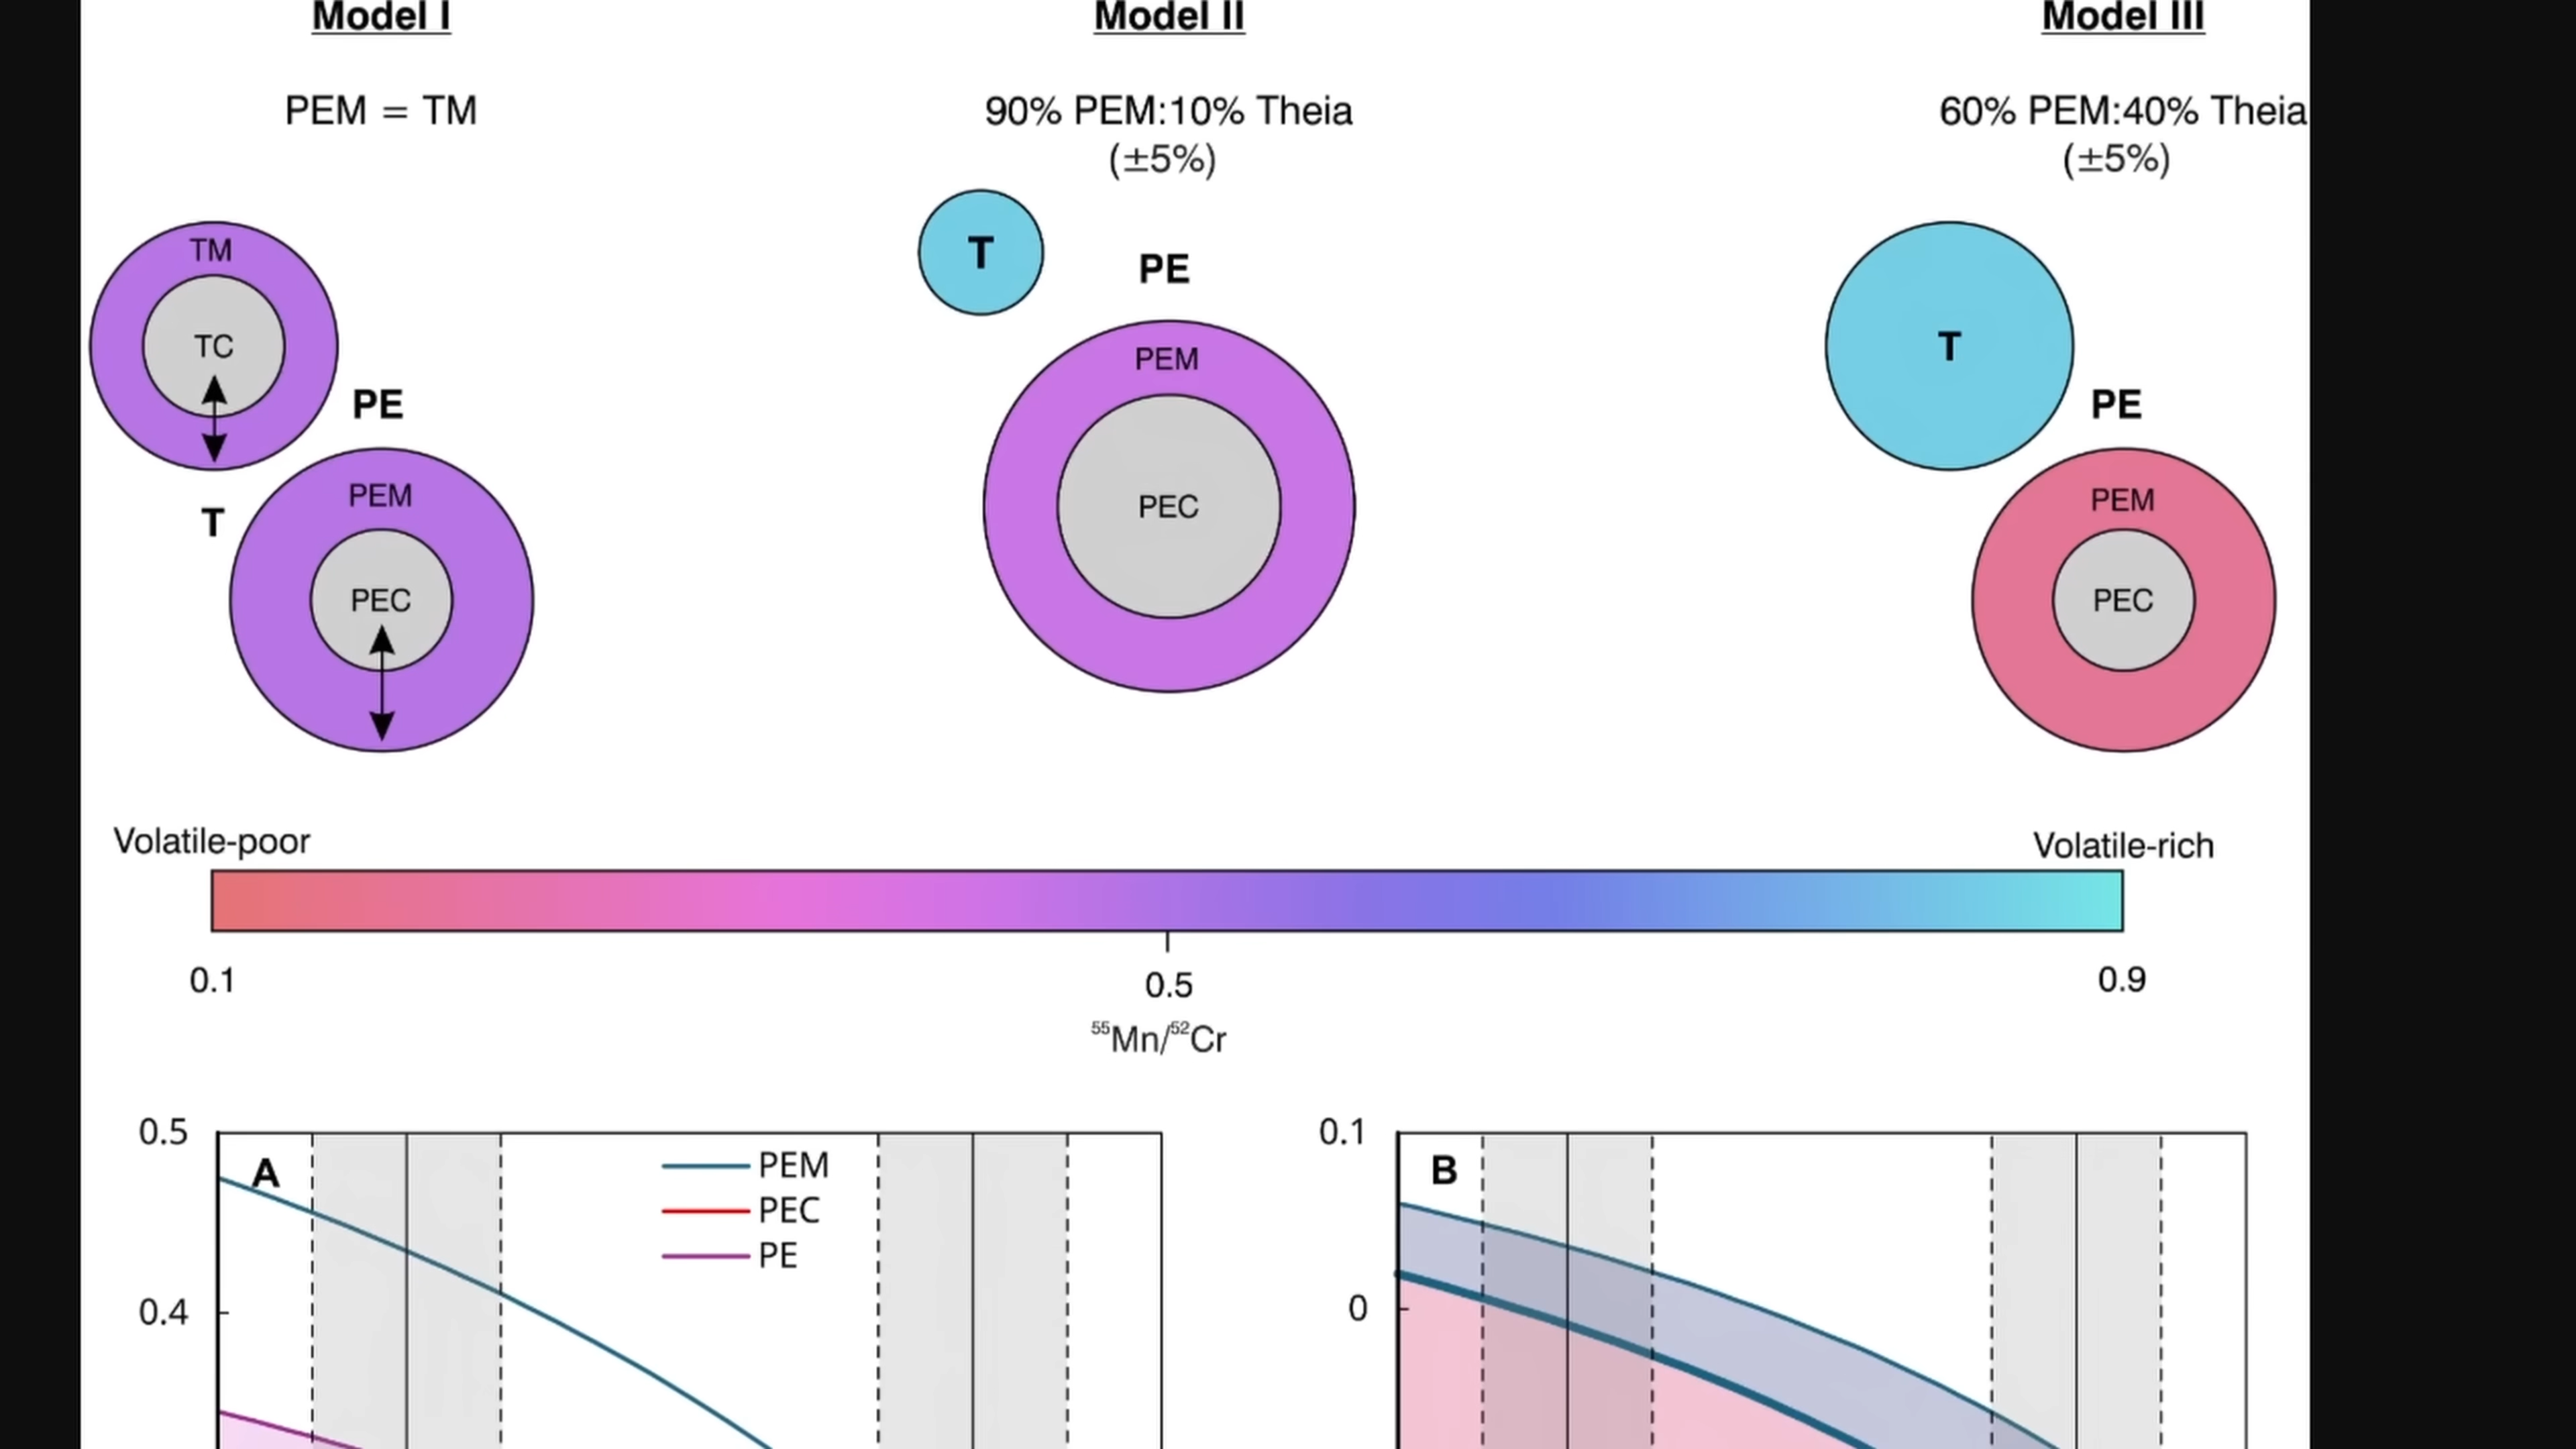 Model I
Model II
Model III
PEM = TM
90% PEM:10% Theia
(±5%)
60% PEM:40% Theia
(±5%)
TM
TC
PE
T
PEM
PEC
T
PE
PEM
PEC
T
PE
PEM
PEC
Volatile-poor
Volatile-rich
0.1
0.5
0.9
⁵⁵Mn/⁵²Cr
0.5
0.4
A
PEM
PEC
PE
0.1
0
B